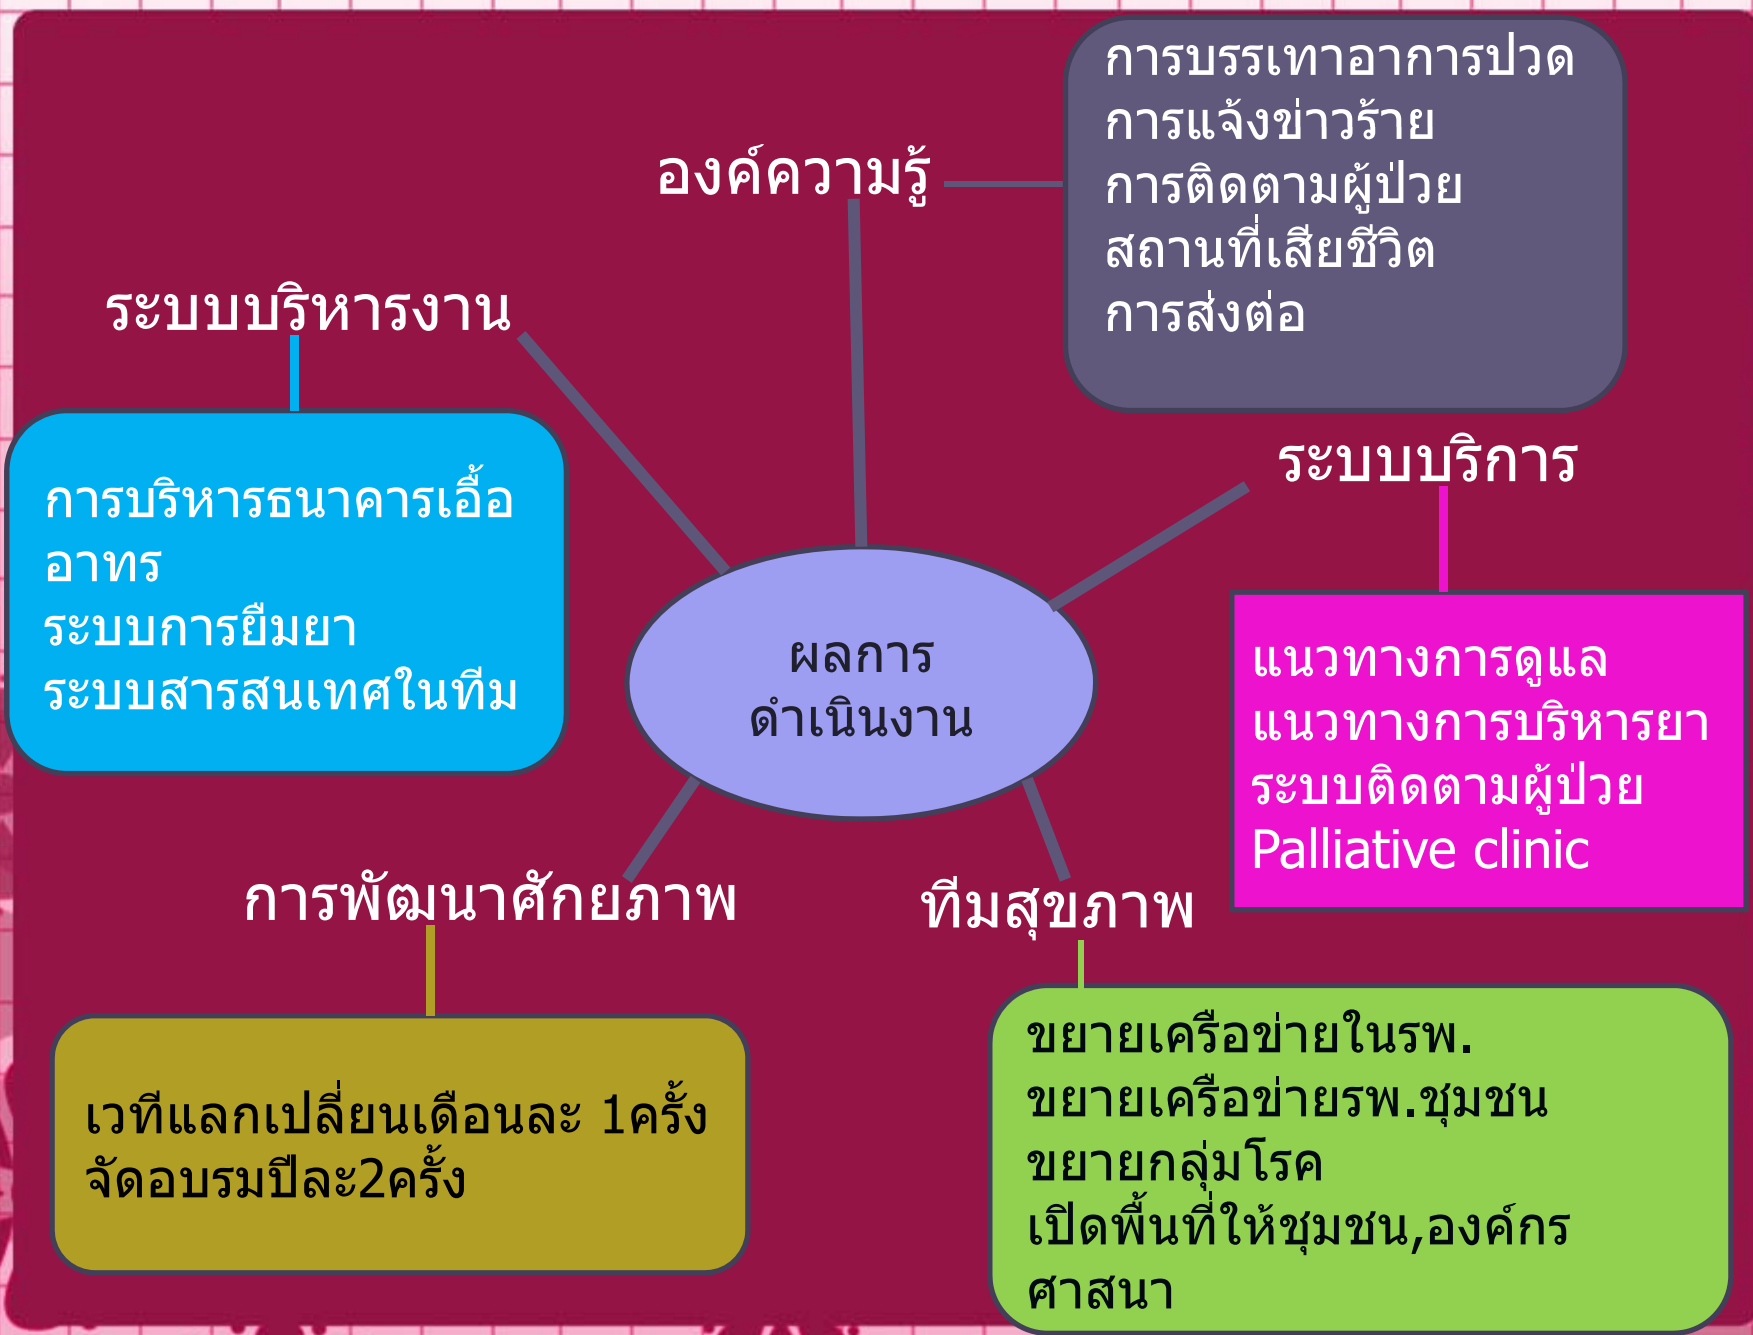 องค์ความรู้
การบรรเทาอาการปวด
การแจ้งข่าวร้าย
การติดตามผู้ป่วย
สถานที่เสียชีวิต
การส่งต่อ
ระบบบริหารงาน
การบริหารธนาคารเอื้อ
อาทร
ระบบการยืมยา
ระบบสารสนเทศในทีม
ระบบบริการ
แนวทางการดูแล
แนวทางการบริหารยา
ระบบติดตามผู้ป่วย
Palliative clinic
ผลการ
ดำเนินงาน
การพัฒนาศักยภาพ
เวทีแลกเปลี่ยนเดือนละ 1ครั้ง
จัดอบรมปีละ2ครั้ง
ทีมสุขภาพ
ขยายเครือข่ายในรพ.
ขยายเครือข่ายรพ.ชุมชน
ขยายกลุ่มโรค
เปิดพื้นที่ให้ชุมชน,องค์กร
ศาสนา